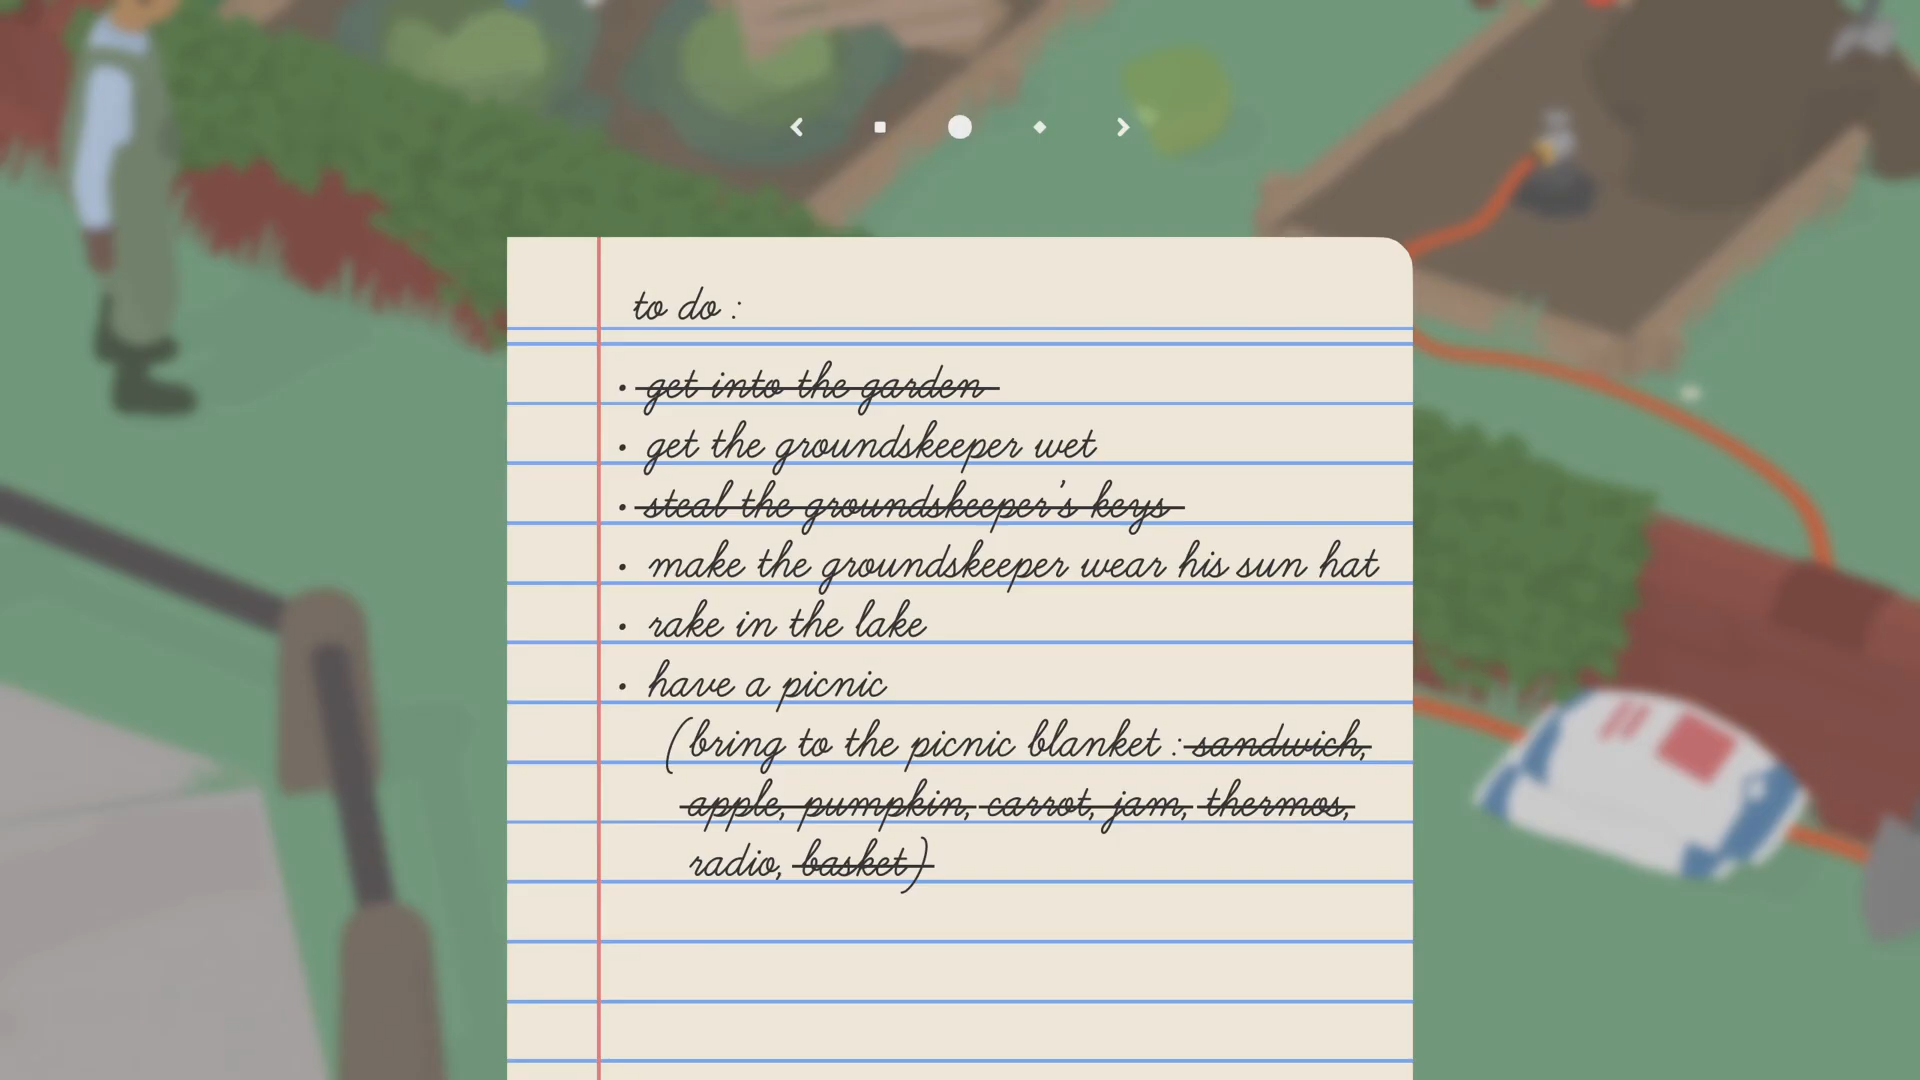 to do :
• get into the garden
• get the groundskeeper wet
• steal the groundskeeper's keys
• make the groundskeeper wear his sun hat
• rake in the lake
• have a picnic
(bring to the picnic blanket : sandwich,
apple, pumpkin, carrot, jam, thermos,
radio, basket)